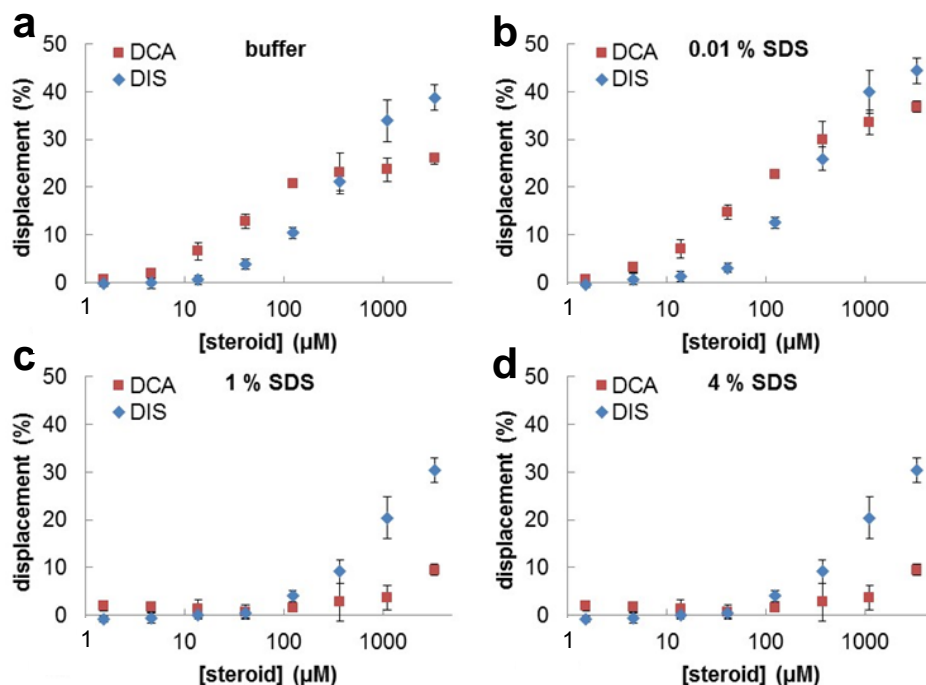 a
buffer
DCA
DIS
50
40
30
20
10
0
displacement (%)
1 10 100 1000
[steroid] (µM)
b
0.01 % SDS
DCA
DIS
50
40
30
20
10
0
displacement (%)
1 10 100 1000
[steroid] (µM)
c
1 % SDS
DCA
DIS
50
40
30
20
10
0
displacement (%)
1 10 100 1000
[steroid] (µM)
d
4 % SDS
DCA
DIS
50
40
30
20
10
0
displacement (%)
1 10 100 1000
[steroid] (µM)